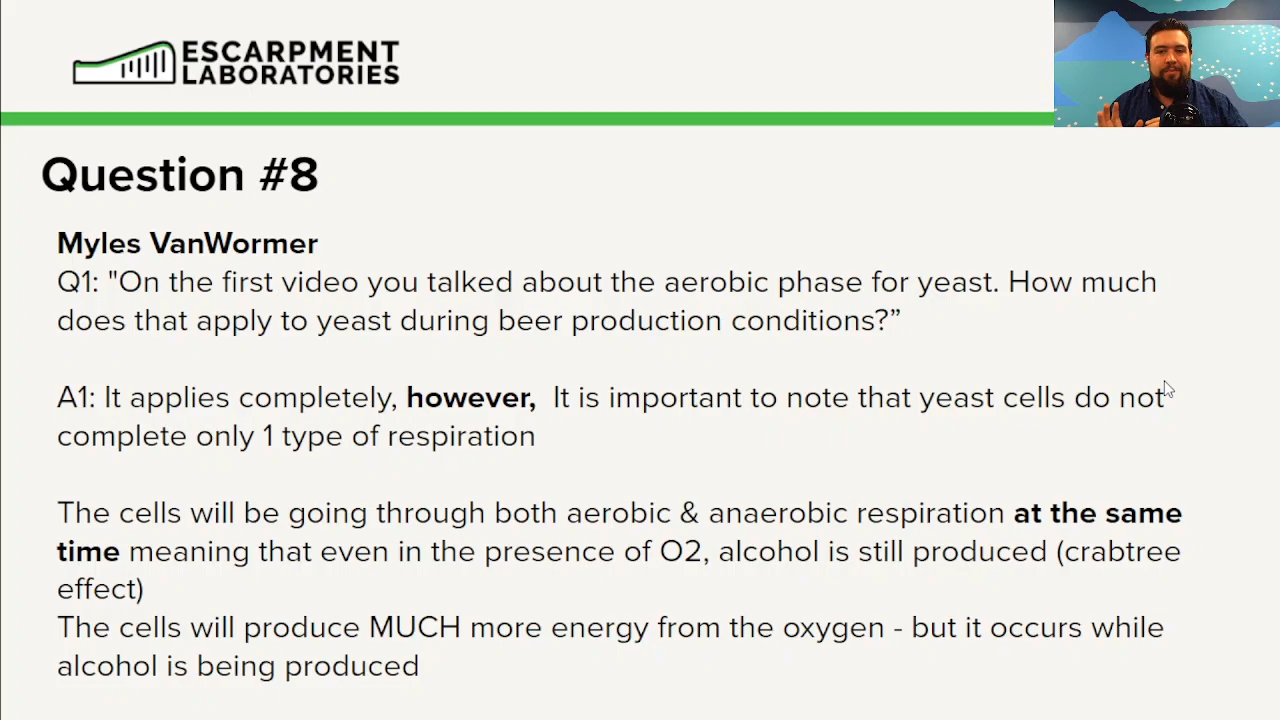 ESCARPMENT
LABORATORIES
Question #8
Myles VanWormer
Q1: "On the first video you talked about the aerobic phase for yeast. How much
does that apply to yeast during beer production conditions?”
A1: It applies completely, however, It is important to note that yeast cells do not
complete only 1 type of respiration
The cells will be going through both aerobic & anaerobic respiration at the same
time meaning that even in the presence of O2, alcohol is still produced (crabtree
effect)
The cells will produce MUCH more energy from the oxygen - but it occurs while
alcohol is being produced